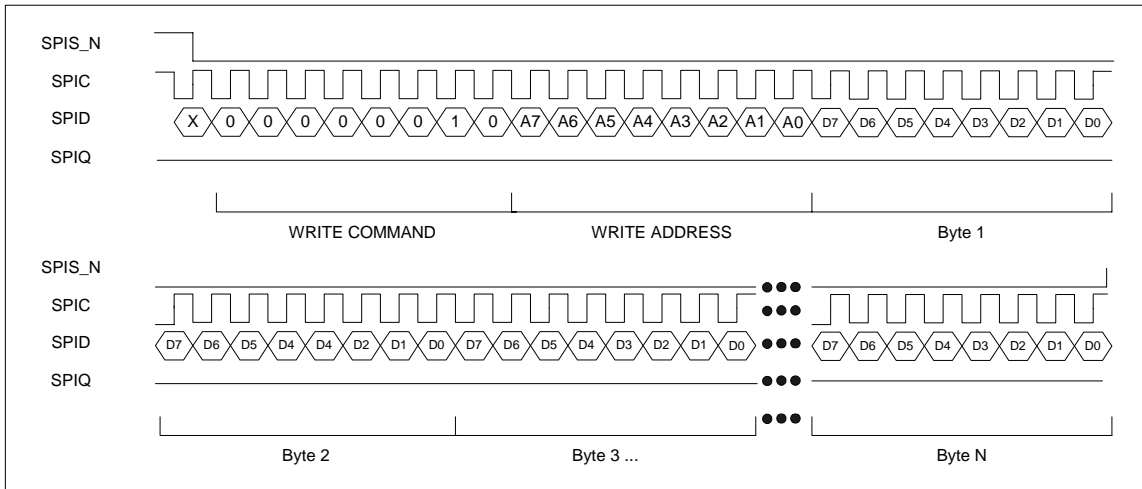 SPIS_N
SPIC
SPID X 0 0 0 0 0 0 1 0 A7 A6 A5 A4 A3 A2 A1 A0 D7 D6 D5 D4 D3 D2 D1 D0
SPIQ
WRITE COMMAND WRITE ADDRESS Byte 1
SPIS_N
SPIC
SPID D7 D6 D5 D4 D4 D2 D1 D0 D7 D6 D5 D4 D3 D2 D1 D0 D7 D6 D5 D4 D3 D2 D1 D0
SPIQ
Byte 2 Byte 3 ... Byte N